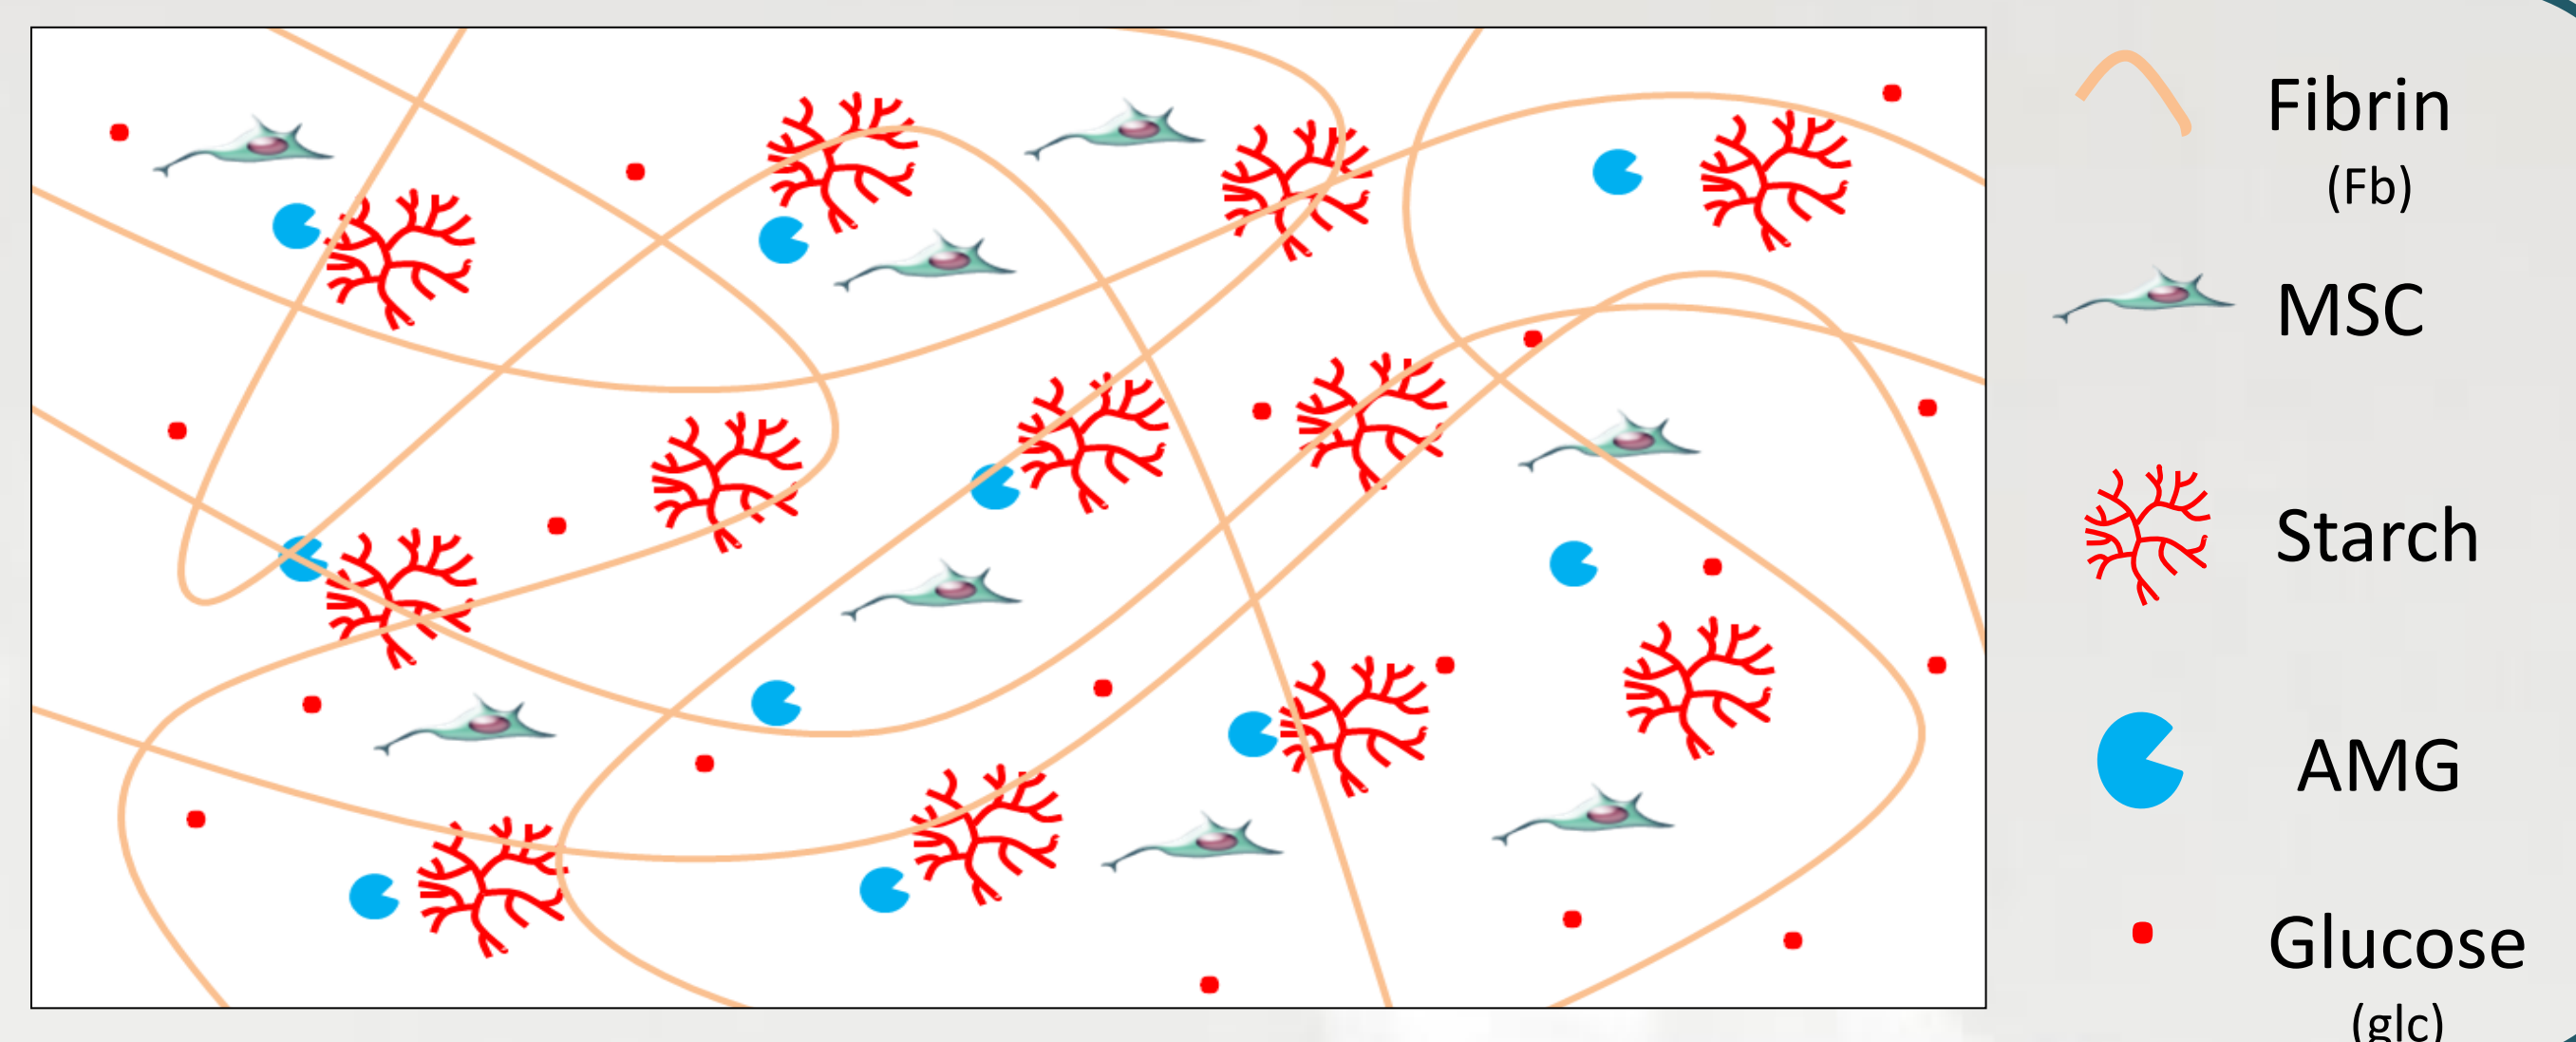 Fibrin
(Fb)
MSC
Starch
AMG
Glucose
(glc)